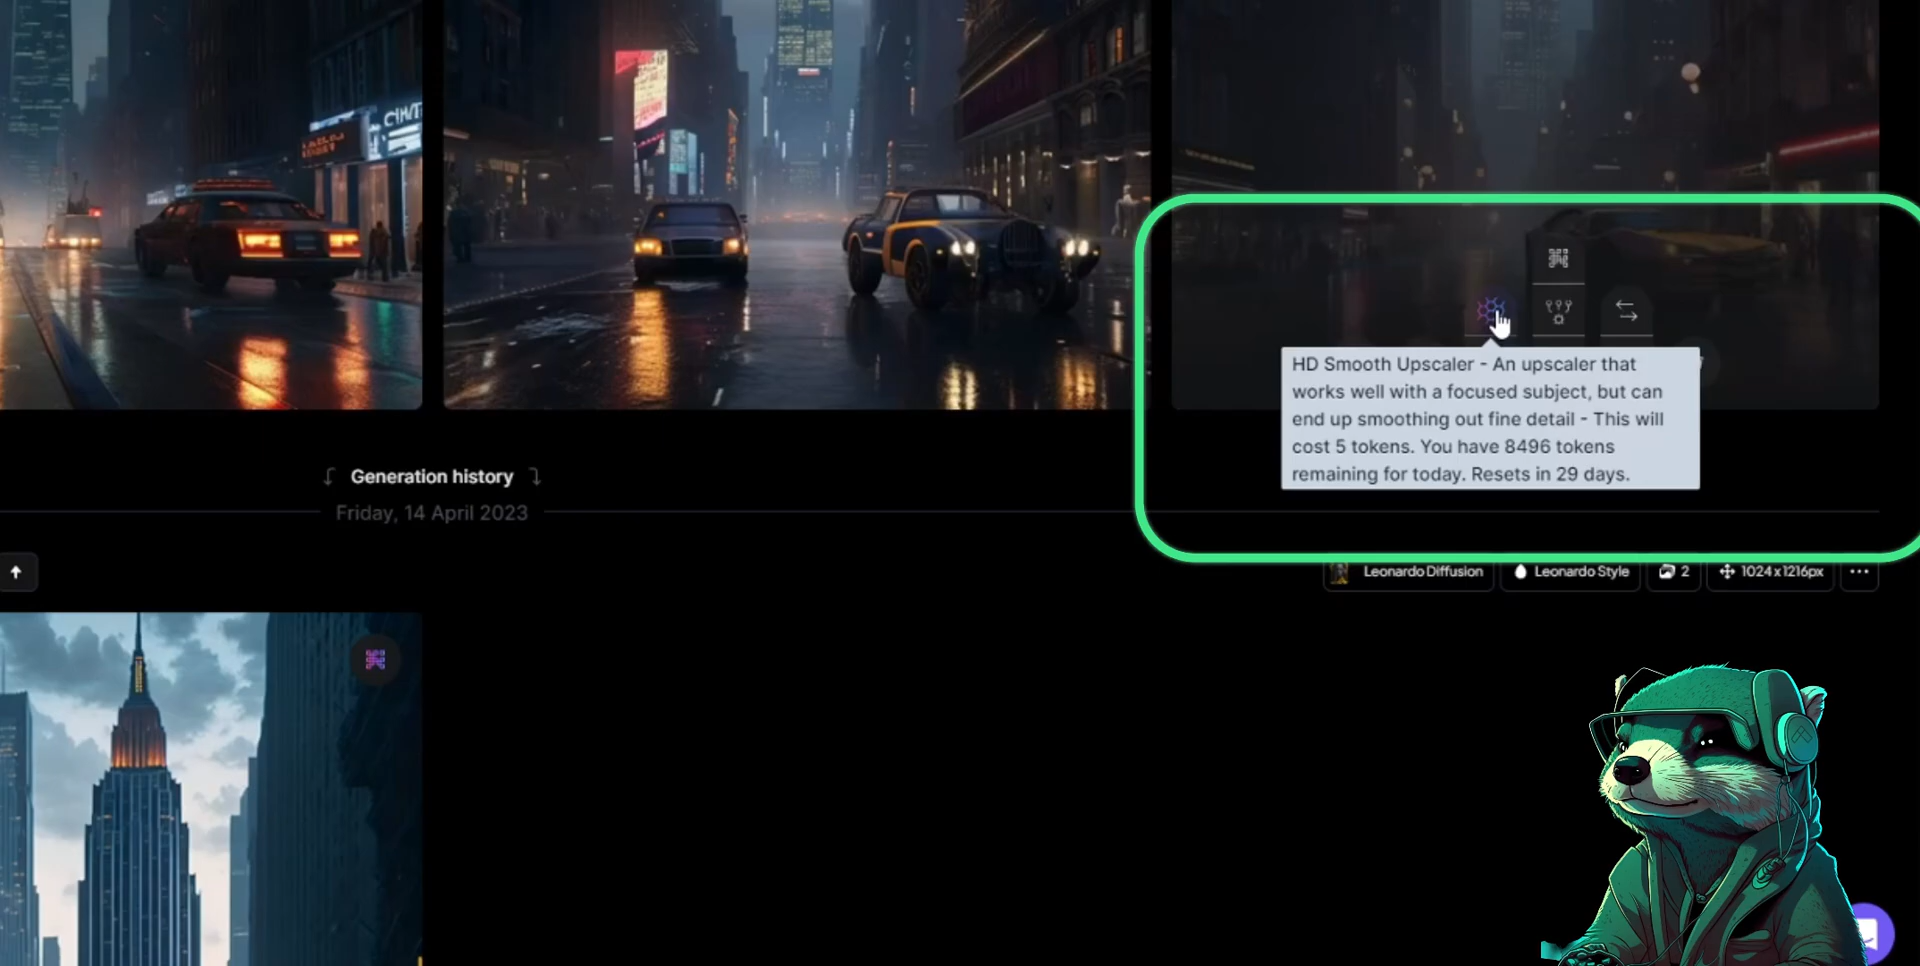 HD Smooth Upscaler - An upscaler that
works well with a focused subject, but can
end up smoothing out fine detail - This will
cost 5 tokens. You have 8496 tokens
remaining for today. Resets in 29 days.
Generation history
Friday, 14 April 2023
Leonardo Diffusion
Leonardo Style
2
1024x1216px